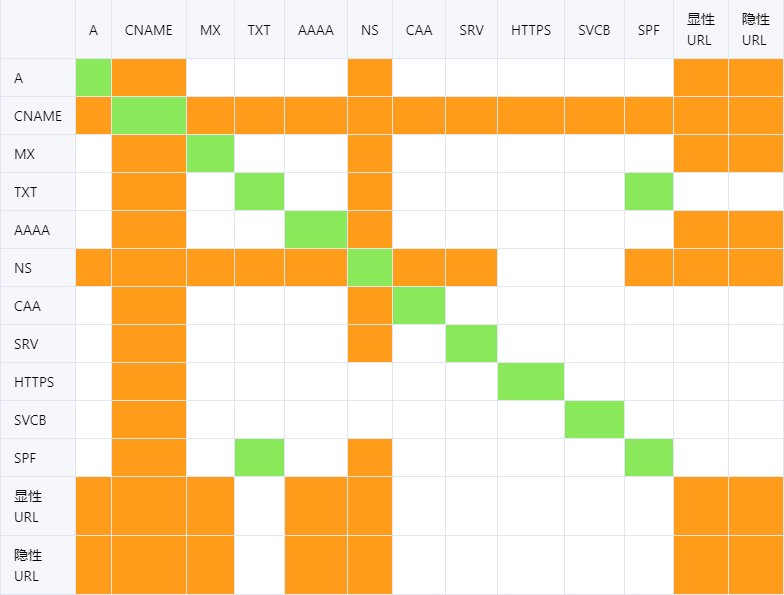 A CNAME MX TXT AAAA NS CAA SRV HTTPS SVCB SPF 显性 URL 隐性 URL
A
CNAME
MX
TXT
AAAA
NS
CAA
SRV
HTTPS
SVCB
SPF
显性
URL
隐性
URL